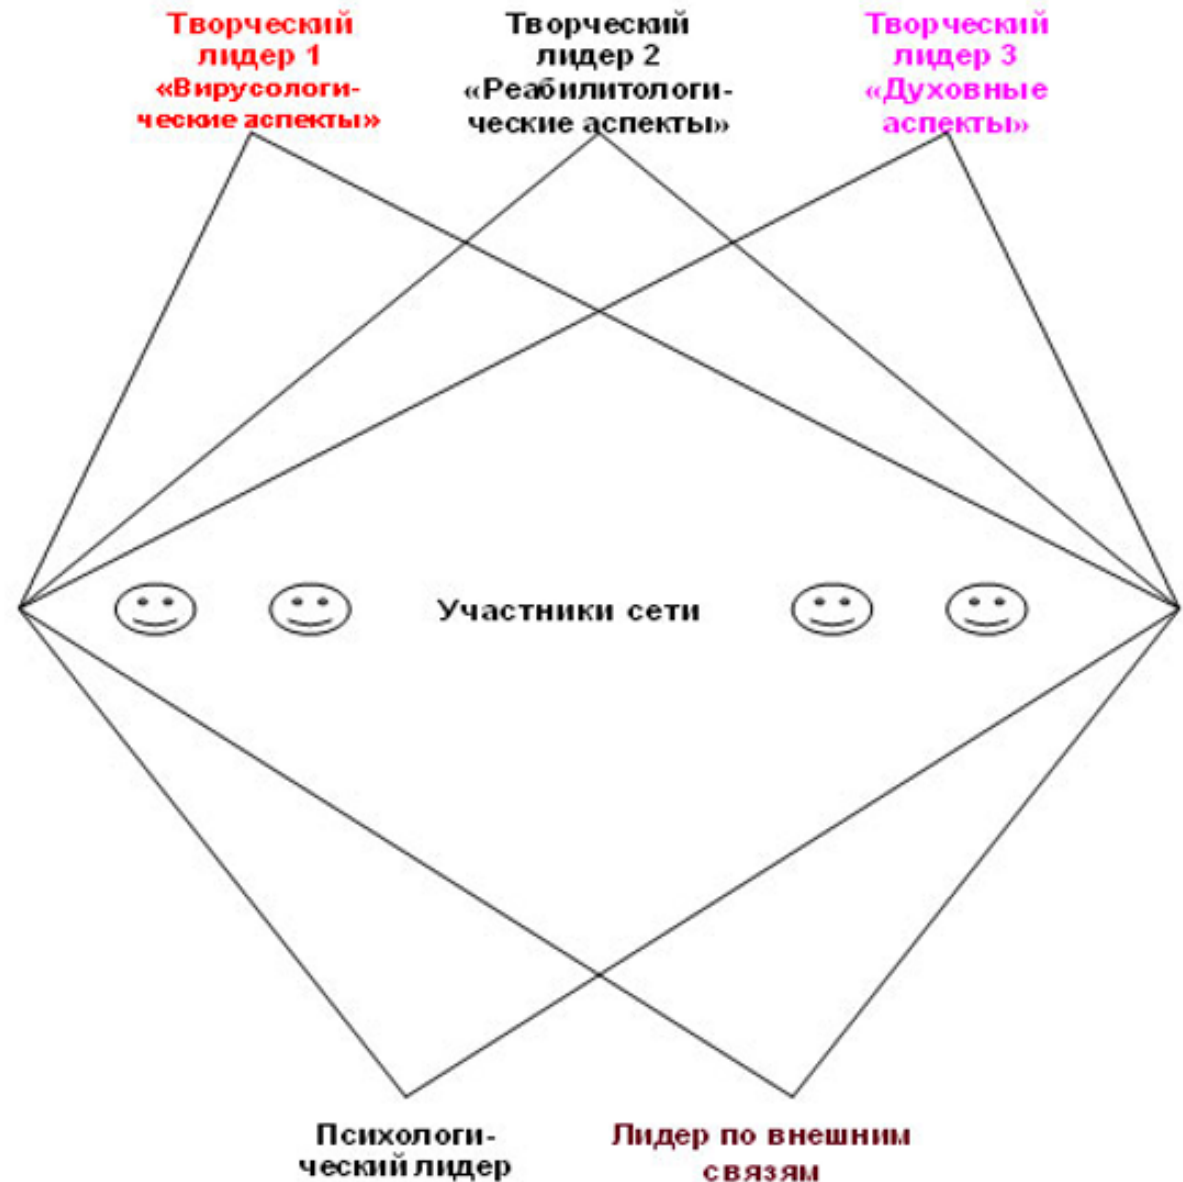 Творческий
лидер 1
«Вирусологи-
ческие аспекты»
Творческий
лидер 2
«Реабилитологи-
ческие аспекты»
Творческий
лидер 3
«Духовные
аспекты»
Участники сети
Психологи-
ческий лидер
Лидер по внешним
связям